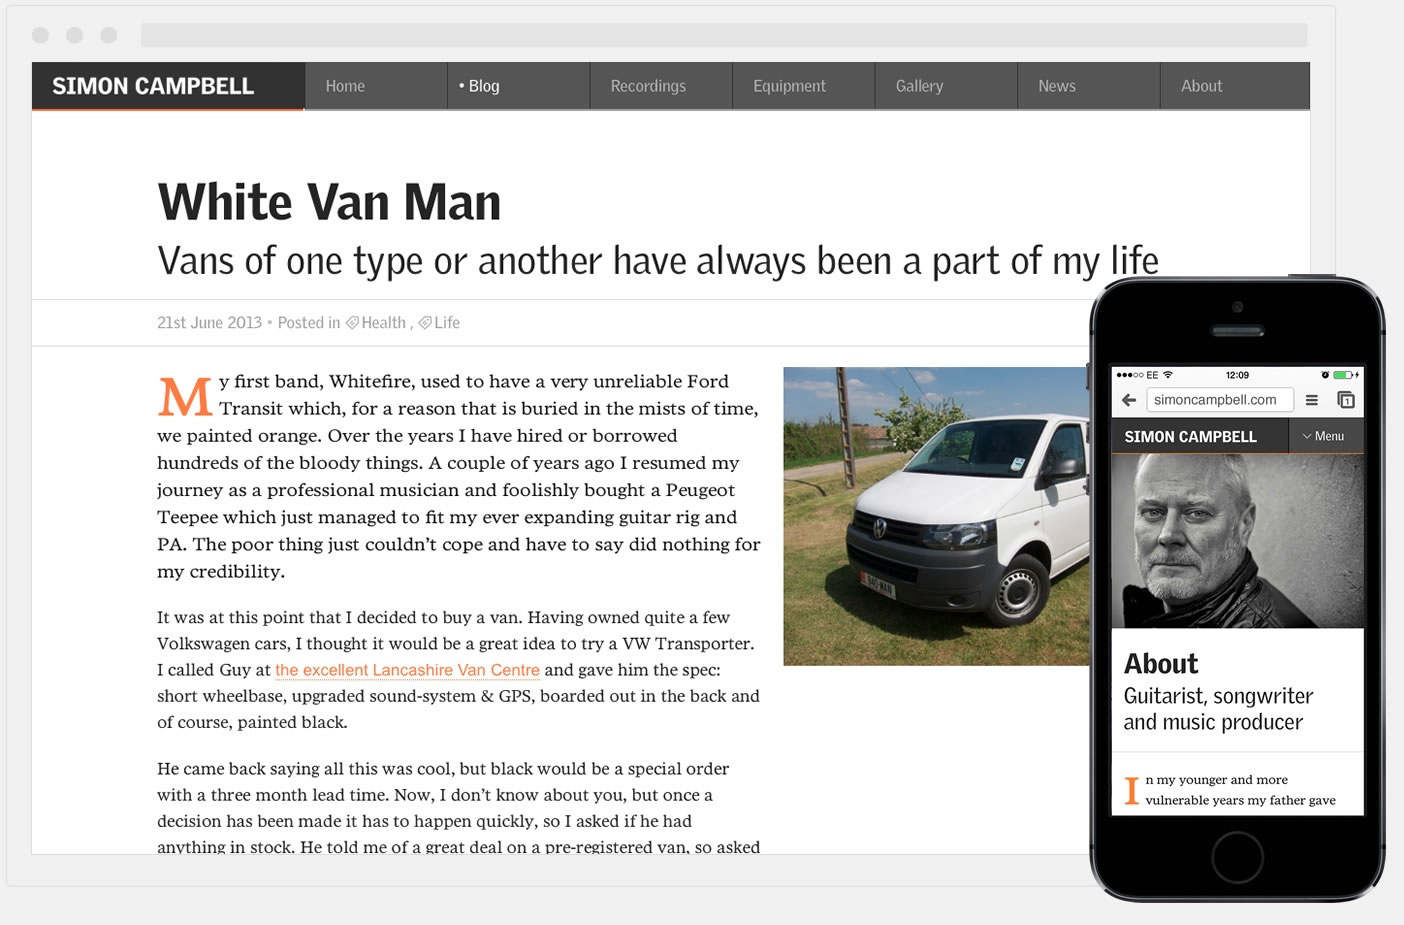 SIMON CAMPBELL
Home
• Blog
Recordings
Equipment
Gallery
News
About
White Van Man
Vans of one type or another have always been a part of my life
21st June 2013 • Posted in Health , Life
My first band, Whitefire, used to have a very unreliable Ford
Transit which, for a reason that is buried in the mists of time,
we painted orange. Over the years I have hired or borrowed
hundreds of the bloody things. A couple of years ago I resumed my
journey as a professional musician and foolishly bought a Peugeot
Teepee which just managed to fit my ever expanding guitar rig and
PA. The poor thing just couldn’t cope and have to say did nothing for
my credibility.
It was at this point that I decided to buy a van. Having owned quite a few
Volkswagen cars, I thought it would be a great idea to try a VW Transporter.
I called Guy at the excellent Lancashire Van Centre and gave him the spec:
short wheelbase, upgraded sound-system & GPS, boarded out in the back and
of course, painted black.
He came back saying all this was cool, but black would be a special order
with a three month lead time. Now, I don’t know about you, but once a
decision has been made it has to happen quickly, so I asked if he had
anything in stock. He told me of a great deal on a pre-registered van, so asked
EE 12:09
simoncampbell.com 1
SIMON CAMPBELL
Menu
About
Guitarist, songwriter
and music producer
In my younger and more
vulnerable years my father gave